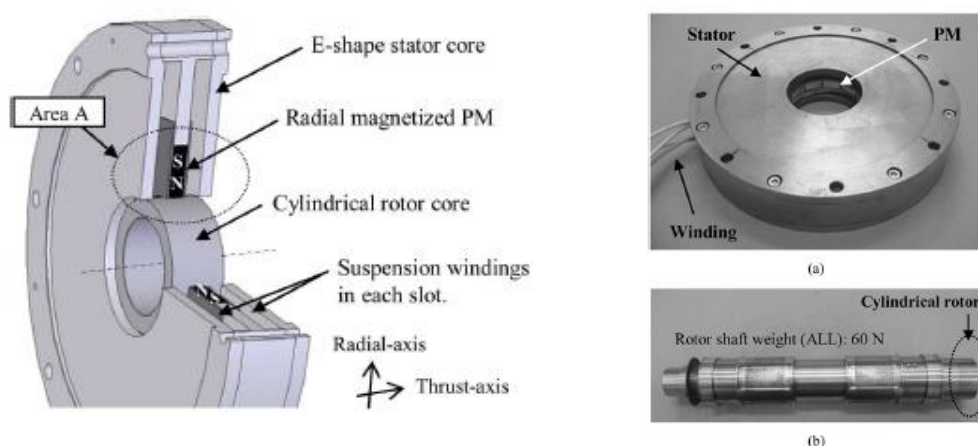 E-shape stator core
Area A
Radial magnetized PM
S
N
Cylindrical rotor core
Suspension windings
in each slot.
Radial-axis
Thrust-axis
Stator
PM
Winding
(a)
Cylindrical rotor
Rotor shaft weight (ALL): 60 N
(b)